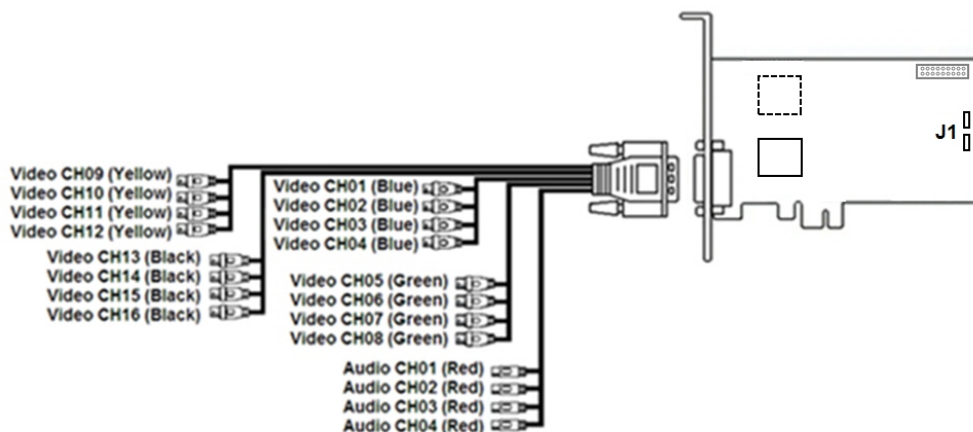 J1
Video CH09 (Yellow)
Video CH10 (Yellow)
Video CH11 (Yellow)
Video CH12 (Yellow)
Video CH13 (Black)
Video CH14 (Black)
Video CH15 (Black)
Video CH16 (Black)
Video CH01 (Blue)
Video CH02 (Blue)
Video CH03 (Blue)
Video CH04 (Blue)
Video CH05 (Green)
Video CH06 (Green)
Video CH07 (Green)
Video CH08 (Green)
Audio CH01 (Red)
Audio CH02 (Red)
Audio CH03 (Red)
Audio CH04 (Red)